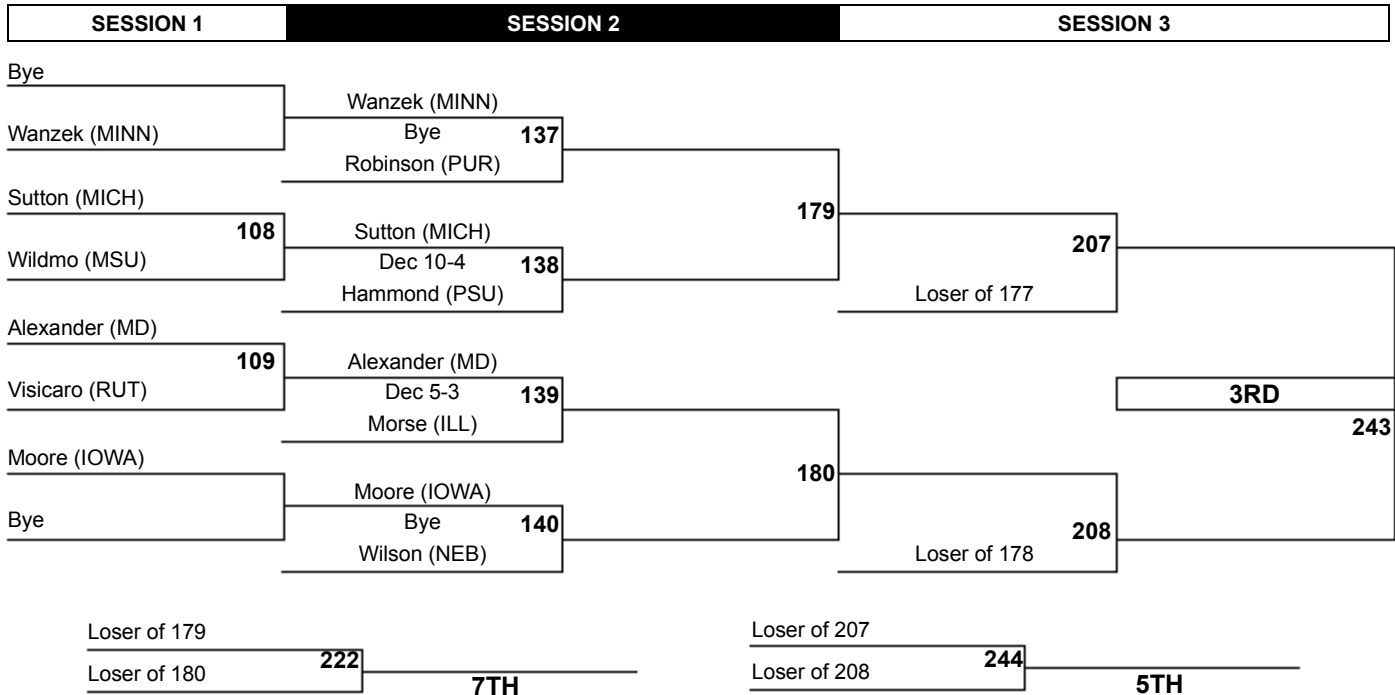 SESSION 1 SESSION 2 SESSION 3
Bye
Wanzek (MINN)
Wanzek (MINN)
Bye 137
Robinson (PUR)
Sutton (MICH)
179
108 Sutton (MICH)
207
Wildmo (MSU)
Dec 10-4 138
Hammond (PSU) Loser of 177
Alexander (MD)
109 Alexander (MD)
Visicaro (RUT)
Dec 5-3 139 3RD
Morse (ILL) 243
Moore (IOWA)
180
Moore (IOWA)
Bye
Bye 140 208
Wilson (NEB) Loser of 178
Loser of 179 Loser of 207
222 244
Loser of 180 Loser of 208
7TH 5TH